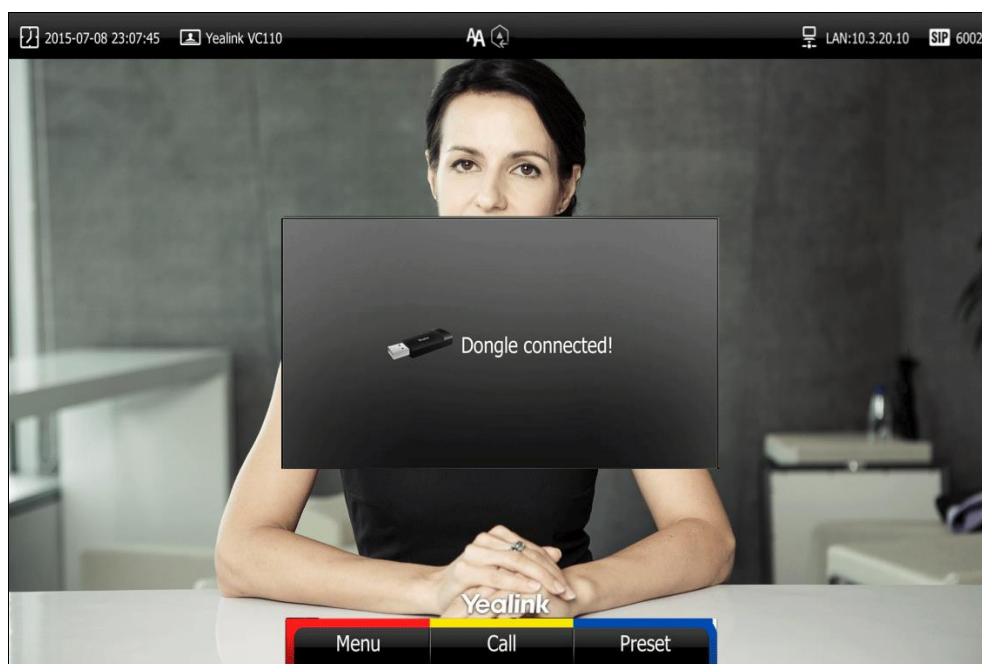 2015-07-08 23:07:45 Yealink VC110 AA LAN:10.3.20.10 SIP 6002
Dongle connected!
Yealink
Menu Call Preset